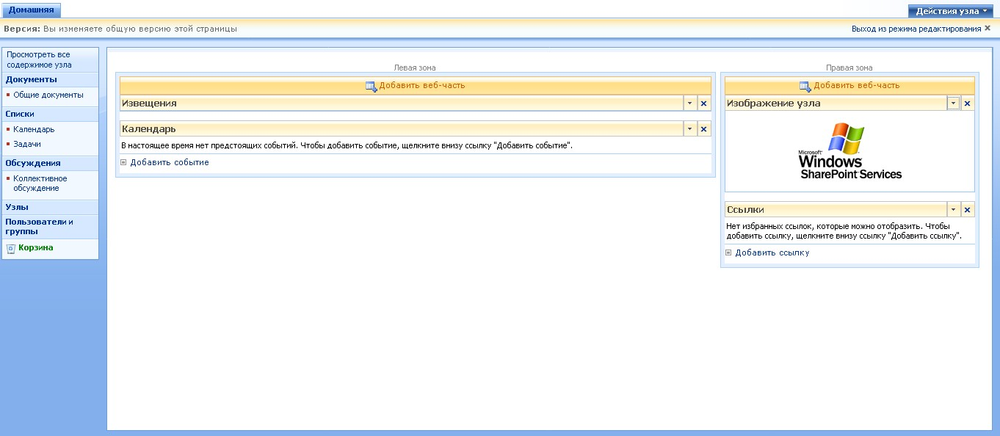 Домашняя
Действия узла
Версия: Вы изменяете общую версию этой страницы
Выход из режима редактирования
Просмотреть все
содержимое узла
Документы
Общие документы
Списки
Календарь
Задачи
Обсуждения
Коллективное
обсуждение
Узлы
Пользователи и
группы
Корзина
Левая зона
Добавить веб-часть
Извещения
Календарь
В настоящее время нет предстоящих событий. Чтобы добавить событие, щелкните внизу ссылку "Добавить событие".
Добавить событие
Правая зона
Добавить веб-часть
Изображение узла
Microsoft
Windows
SharePoint Services
Ссылки
Нет избранных ссылок, которые можно отобразить. Чтобы
добавить ссылку, щелкните внизу ссылку "Добавить ссылку".
Добавить ссылку